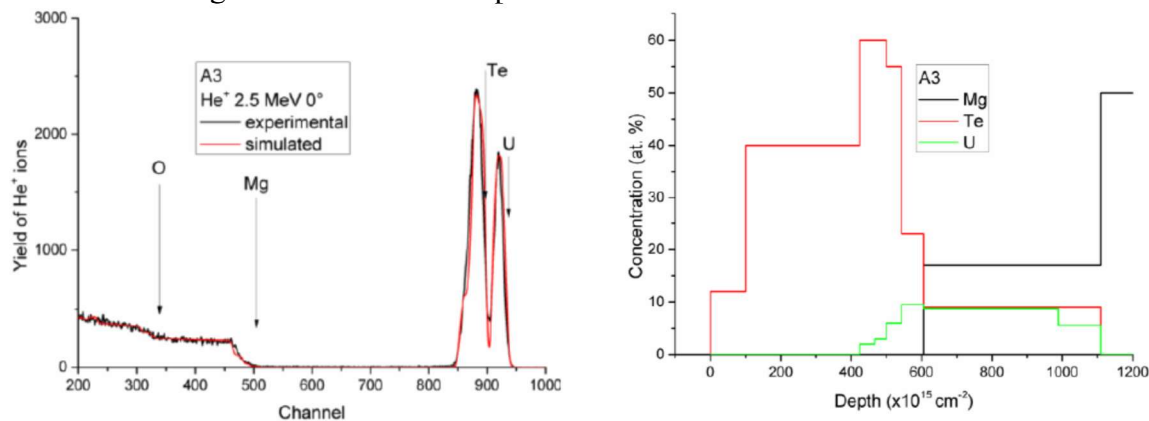 3000
2000
1000
0
Yield of He⁺ ions
A3
He⁺ 2.5 MeV 0°
experimental
simulated
O
Mg
Te
U
200 300 400 500 600 700 800 900 1000
Channel
60
50
40
30
20
10
0
Concentration (at. %)
A3
Mg
Te
U
0 200 400 600 800 1000 1200
Depth (x10¹⁵ cm⁻²)